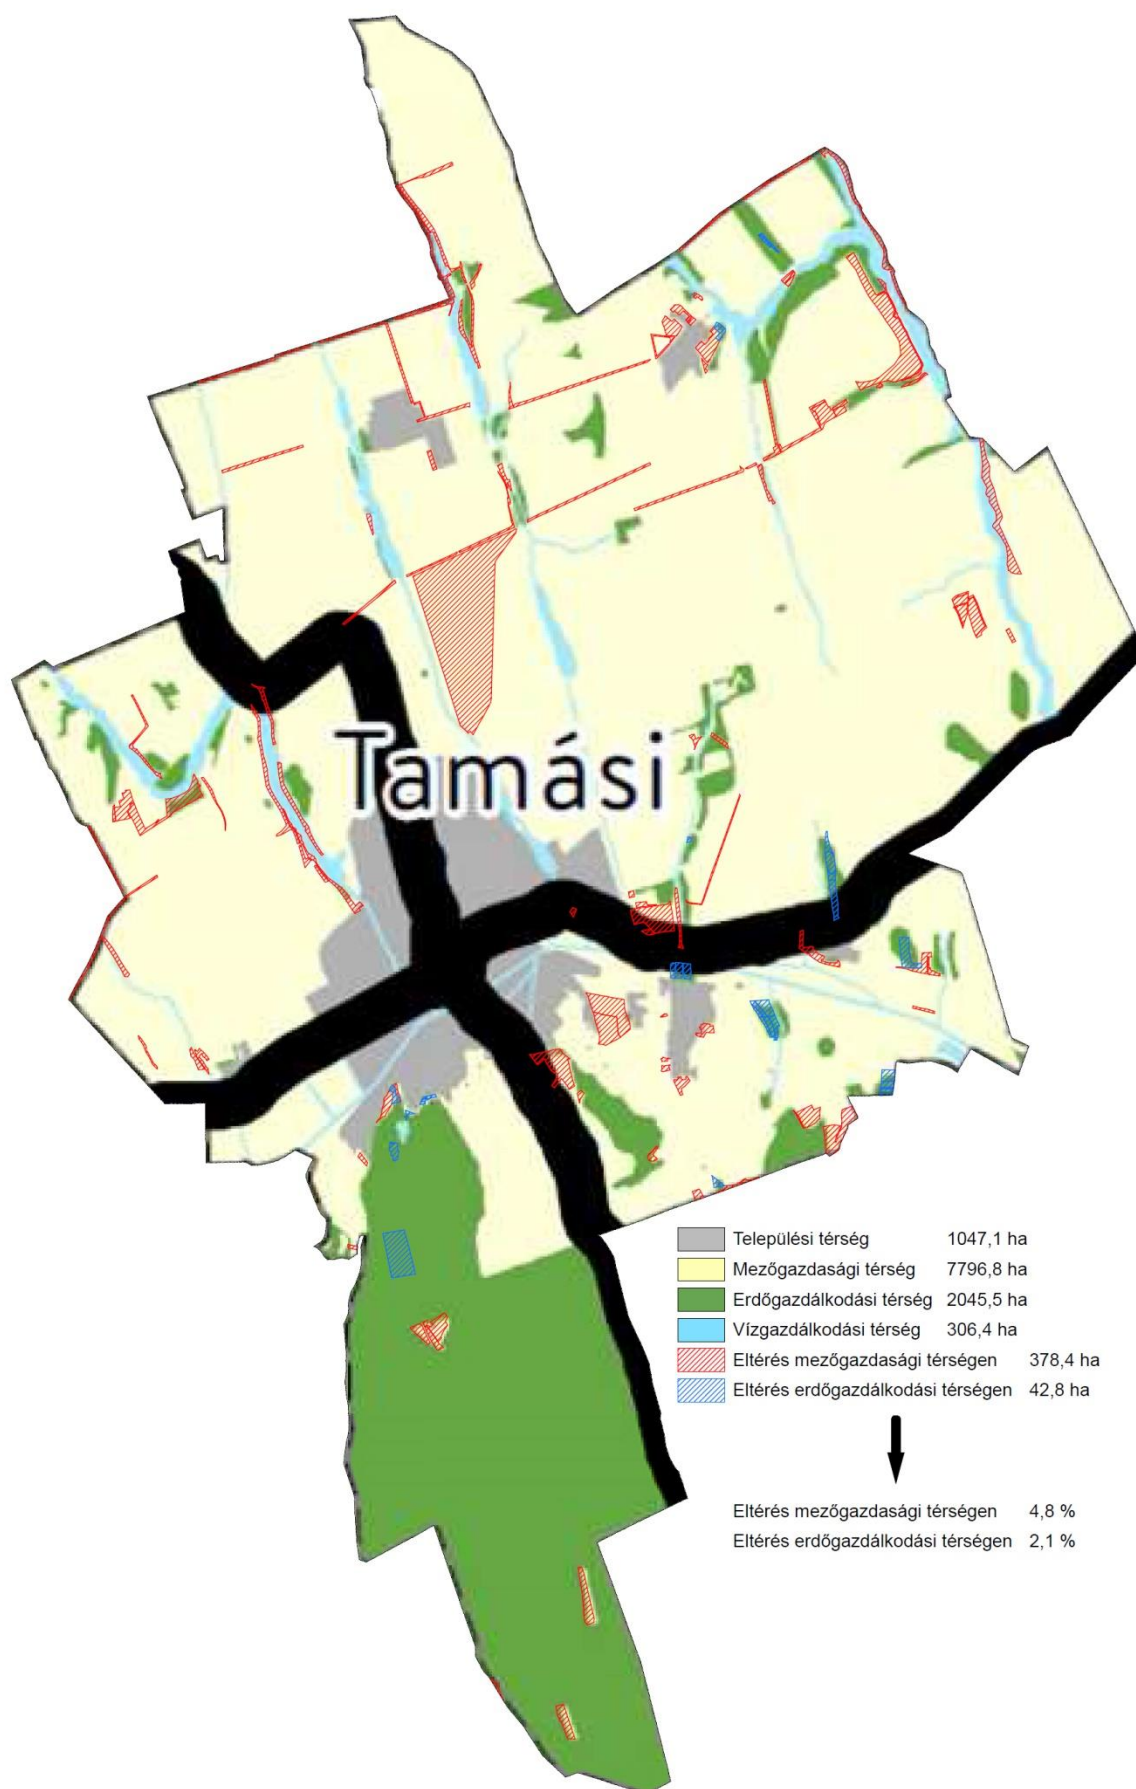 Tamási
Települési térség 1047,1 ha
Mezőgazdasági térség 7796,8 ha
Erdőgazdálkodási térség 2045,5 ha
Vízgazdálkodási térség 306,4 ha
Eltérés mezőgazdasági térségen 378,4 ha
Eltérés erdőgazdálkodási térségen 42,8 ha
Eltérés mezőgazdasági térségen 4,8 %
Eltérés erdőgazdálkodási térségen 2,1 %